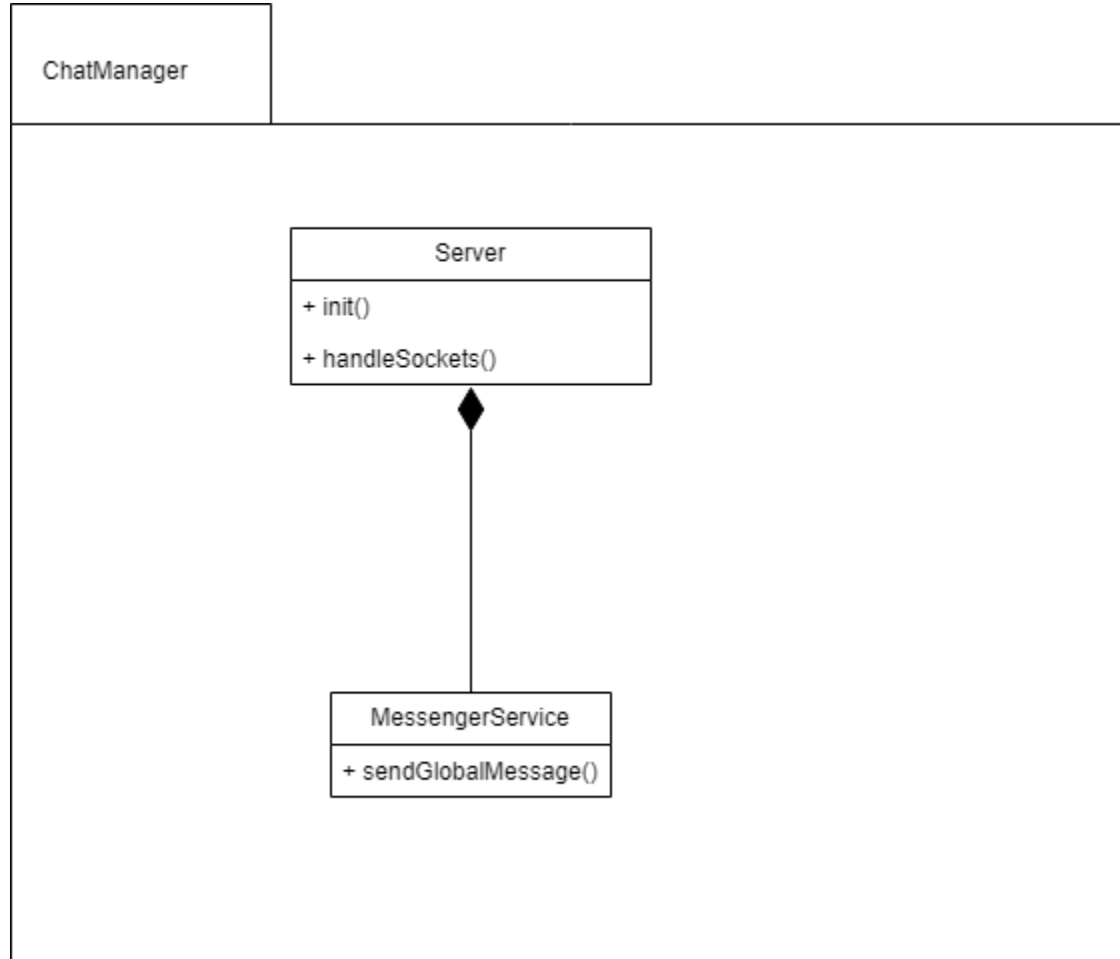 ChatManager
Server
+ init()
+ handleSockets()
MessengerService
+ sendGlobalMessage()